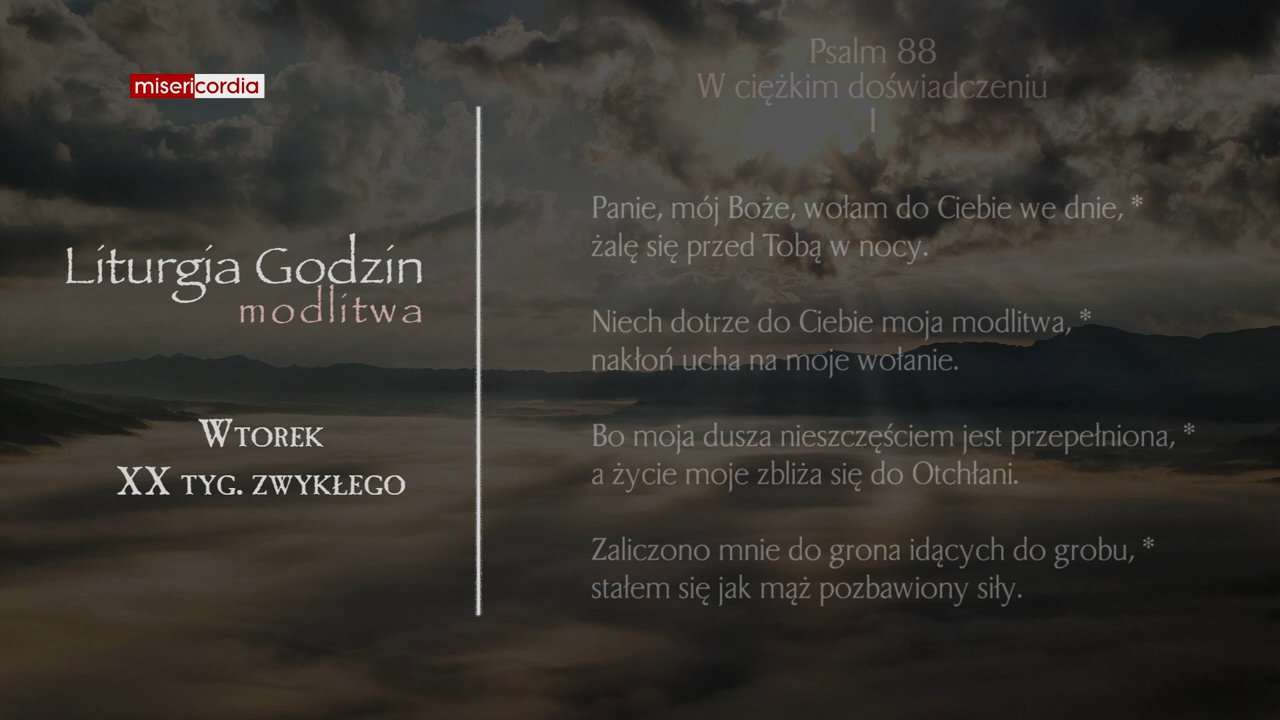 misericordia
Liturgia Godzin
modlitwa
Wtorek
XX tyg. zwykłego
Psalm 88
W ciężkim doświadczeniu
I
Panie, mój Boże, wołam do Ciebie we dnie, *
żalę się przed Tobą w nocy.
Niech dotrze do Ciebie moja modlitwa, *
nakłoń ucha na moje wołanie.
Bo moja dusza nieszczęściem jest przepełniona, *
a życie moje zbliża się do Otchłani.
Zaliczono mnie do grona idących do grobu, *
stałem się jak mąż pozbawiony siły.